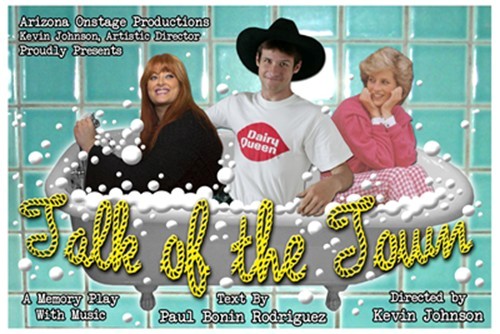 Arizona Onstage Productions
Kevin Johnson, Artistic Director
Proudly Presents
Dairy
Queen
Talk of the Town
A Memory Play
With Music
Text By
Paul Bonin Rodriguez
Directed by
Kevin Johnson